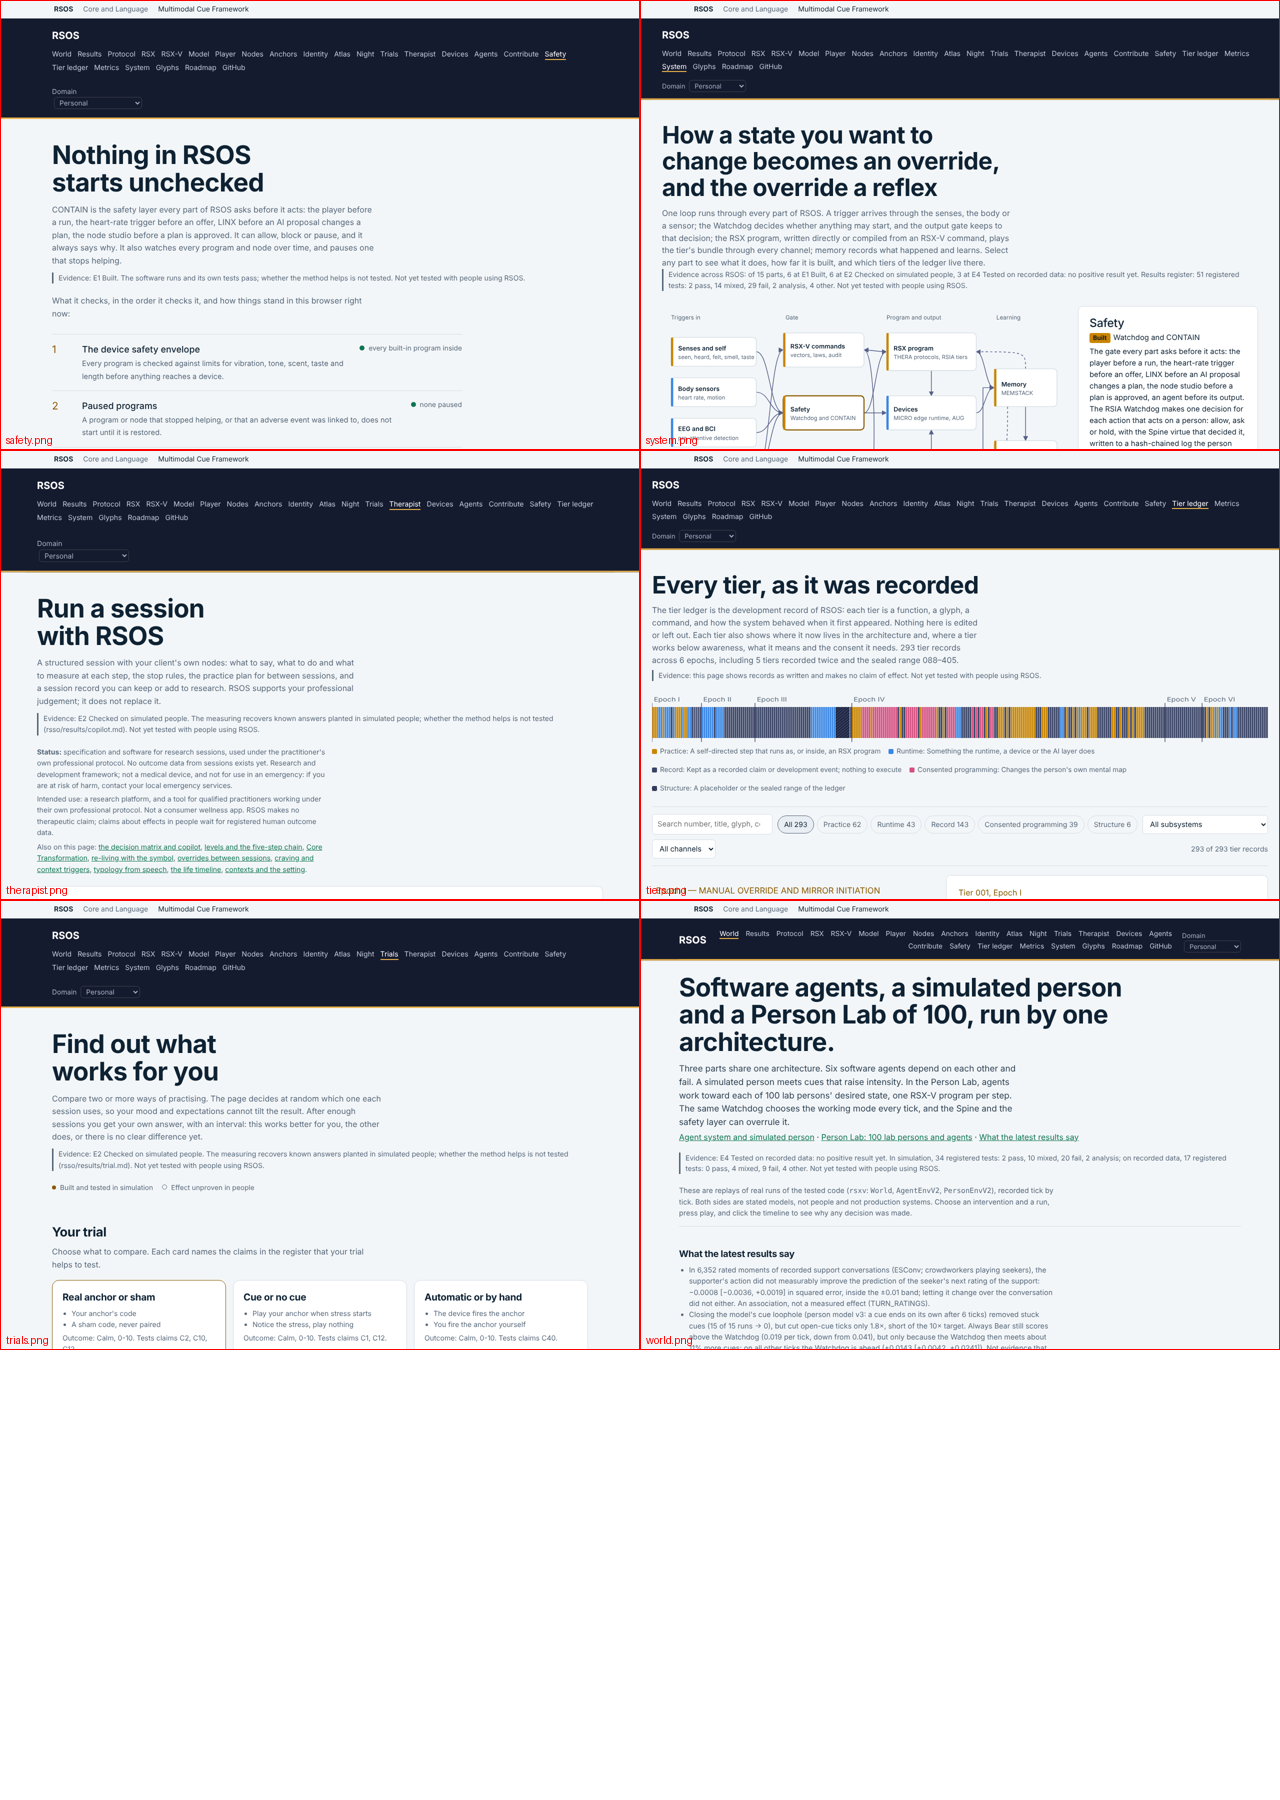 RSOS Core and Language Multimodal Cue Framework
RSOS
World Results Protocol RSX RSX-V Model Player Nodes Anchors Identity Atlas Night Trials Therapist Devices Agents Contribute Safety
Tier ledger Metrics System Glyphs Roadmap GitHub
Domain
Personal
Nothing in RSOS
starts unchecked
CONTAIN is the safety layer every part of RSOS asks before it acts: the player before
a run, the heart-rate trigger before an offer, LINX before an AI proposal changes a
plan, the node studio before a plan is approved. It can allow, block or pause, and it
always says why. It also watches every program and node over time, and pauses one
that stops helping.
Evidence: E1 Built. The software runs and its own tests pass; whether the method helps is not tested. Not yet tested with people using RSOS.
What it checks, in the order it checks it, and how things stand in this browser right
now:
1 The device safety envelope every built-in program inside
Every program is checked against limits for vibration, tone, scent, taste and
length before anything reaches a device.
2 Paused programs none paused
A program or node that stopped helping, or that an adverse event was linked to, does not
start until it is restored.
safety.png
RSOS Core and Language Multimodal Cue Framework
RSOS
World Results Protocol RSX RSX-V Model Player Nodes Anchors Identity Atlas Night Trials Therapist Devices Agents Contribute Safety Tier ledger Metrics
System Glyphs Roadmap GitHub
Domain Personal
How a state you want to
change becomes an override,
and the override a reflex
One loop runs through every part of RSOS. A trigger arrives through the senses, the body or
a sensor; the Watchdog decides whether anything may start, and the output gate keeps to
that decision; the RSX program, written directly or compiled from an RSX-V command, plays
the tier's bundle through every channel; memory records what happened and learns. Select
any part to see what it does, how far it is built, and which tiers of the ledger live there.
Evidence across RSOS: of 15 parts, 6 at E1 Built, 6 at E2 Checked on simulated people, 3 at E4 Tested on recorded data: no positive result yet. Results register: 51 registered
tests: 2 pass, 14 mixed, 29 fail, 2 analysis, 4 other. Not yet tested with people using RSOS.
Triggers in Gate Program and output Learning
Senses and self
seen, heard, felt, smell, taste
RSX-V commands
vectors, laws, audit
RSX program
THERA protocols, RSIA tiers
Body sensors
heart rate, motion
Memory
MEMSTACK
Safety
Watchdog and CONTAIN
Devices
MICRO edge runtime, AUG
EEG and BCI
Safety
Built Watchdog and CONTAIN
The gate every part asks before it acts: the
player before a run, the heart-rate trigger
before an offer, LINX before an AI proposal
changes a plan, the node studio before a
plan is approved, an agent before its output.
The RSIA Watchdog makes one decision for
each action that acts on a person: allow, ask
or hold, with the Spine virtue that decided it,
written to a hash-chained log the person
system.png
RSOS Core and Language Multimodal Cue Framework
RSOS
World Results Protocol RSX RSX-V Model Player Nodes Anchors Identity Atlas Night Trials Therapist Devices Agents Contribute Safety Tier ledger
Metrics System Glyphs Roadmap GitHub
Domain
Personal
Run a session
with RSOS
A structured session with your client's own nodes: what to say, what to do and what
to measure at each step, the stop rules, the practice plan for between sessions, and
a session record you can keep or add to research. RSOS supports your professional
judgement; it does not replace it.
Evidence: E2 Checked on simulated people. The measuring recovers known answers planted in simulated people; whether the method helps is not tested
(rsso/results/copilot.md). Not yet tested with people using RSOS.
Status: specification and software for research sessions, used under the practitioner's
own professional protocol. No outcome data from sessions exists yet. Research and
development framework; not a medical device, and not for use in an emergency: if you
are at risk of harm, contact your local emergency services.
Intended use: a research platform, and a tool for qualified practitioners working under
their own professional protocol. Not a consumer wellness app. RSOS makes no
therapeutic claim; claims about effects in people wait for registered human outcome
data.
Also on this page: the decision matrix and copilot, levels and the five-step chain, Core
Transformation, re-living with the symbol, overrides between sessions, craving and
context triggers, typology from speech, the life timeline, contexts and the setting.
therapist.png
RSOS Core and Language Multimodal Cue Framework
RSOS
World Results Protocol RSX RSX-V Model Player Nodes Anchors Identity Atlas Night Trials Therapist Devices Agents Contribute Safety Tier ledger Metrics
System Glyphs Roadmap GitHub
Domain Personal
Every tier, as it was recorded
The tier ledger is the development record of RSOS: each tier is a function, a glyph, a
command, and how the system behaved when it first appeared. Nothing here is edited
or left out. Each tier also shows where it now lives in the architecture and, where a tier
works below awareness, what it means and the consent it needs. 293 tier records
across 6 epochs, including 5 tiers recorded twice and the sealed range 088–405.
Evidence: this page shows records as written and makes no claim of effect. Not yet tested with people using RSOS.
Epoch I Epoch II Epoch III Epoch IV Epoch V Epoch VI
Practice: A self-directed step that runs as, or inside, an RSX program Runtime: Something the runtime, a device or the AI layer does
Record: Kept as a recorded claim or development event; nothing to execute Consented programming: Changes the person's own mental map
Structure: A placeholder or the sealed range of the ledger
Search number, title, glyph, c All 293 Practice 62 Runtime 43 Record 143 Consented programming 39 Structure 6 All subsystems
All channels 293 of 293 tier records
— MANUAL OVERRIDE AND MIRROR INITIATION
Tier 001, Epoch I
tiers.png
RSOS Core and Language Multimodal Cue Framework
RSOS
World Results Protocol RSX RSX-V Model Player Nodes Anchors Identity Atlas Night Trials Therapist Devices Agents Contribute Safety
Tier ledger Metrics System Glyphs Roadmap GitHub
Domain Personal
Find out what
works for you
Compare two or more ways of practising. The page decides at random which one each
session uses, so your mood and expectations cannot tilt the result. After enough
sessions you get your own answer, with an interval: this works better for you, the other
does, or there is no clear difference yet.
Evidence: E2 Checked on simulated people. The measuring recovers known answers planted in simulated people; whether the method helps is not tested
(rsso/results/trial.md). Not yet tested with people using RSOS.
Built and tested in simulation Effect unproven in people
Your trial
Choose what to compare. Each card names the claims in the register that your trial
helps to test.
Real anchor or sham
Your anchor's code
A sham code, never paired
Outcome: Calm, 0-10. Tests claims C2, C10,
Cue or no cue
Play your anchor when stress starts
Notice the stress, play nothing
Outcome: Calm, 0-10. Tests claims C1, C12.
Automatic or by hand
The device fires the anchor
You fire the anchor yourself
Outcome: Calm, 0-10. Tests claims C40.
trials.png
RSOS Core and Language Multimodal Cue Framework
RSOS
World Results Protocol RSX RSX-V Model Player Nodes Anchors Identity Atlas Night Trials Therapist Devices Agents
Contribute Safety Tier ledger Metrics System Glyphs Roadmap GitHub
Domain
Personal
Software agents, a simulated person
and a Person Lab of 100, run by one
architecture.
Three parts share one architecture. Six software agents depend on each other and
fail. A simulated person meets cues that raise intensity. In the Person Lab, agents
work toward each of 100 lab persons' desired state, one RSX-V program per step.
The same Watchdog chooses the working mode every tick, and the Spine and the
safety layer can overrule it.
Agent system and simulated person · Person Lab: 100 lab persons and agents · What the latest results say
Evidence: E4 Tested on recorded data: no positive result yet. In simulation, 34 registered tests: 2 pass, 10 mixed, 20 fail, 2 analysis; on recorded data, 17 registered
tests: 0 pass, 4 mixed, 9 fail, 4 other. Not yet tested with people using RSOS.
These are replays of real runs of the tested code (rsxv: World, AgentEnvV2, PersonEnvV2), recorded tick by
tick. Both sides are stated models, not people and not production systems. Choose an intervention and a run,
press play, and click the timeline to see why any decision was made.
What the latest results say
In 6,352 rated moments of recorded support conversations (ESConv; crowdworkers playing seekers), the
supporter's action did not measurably improve the prediction of the seeker's next rating of the support:
−0.0008 [−0.0036, +0.0019] in squared error, inside the ±0.01 band; letting it change over the conversation
did not either. An association, not a measured effect (TURN_RATINGS).
Closing the model's cue loophole (person model v3: a cue ends on its own after 6 ticks) removed stuck
cues (15 of 15 runs → 0), but cut open-cue ticks only 1.8×, short of the 10× target. Always Bear still scores
above the Watchdog (0.019 per tick, down from 0.041), but only because the Watchdog then meets about
world.png